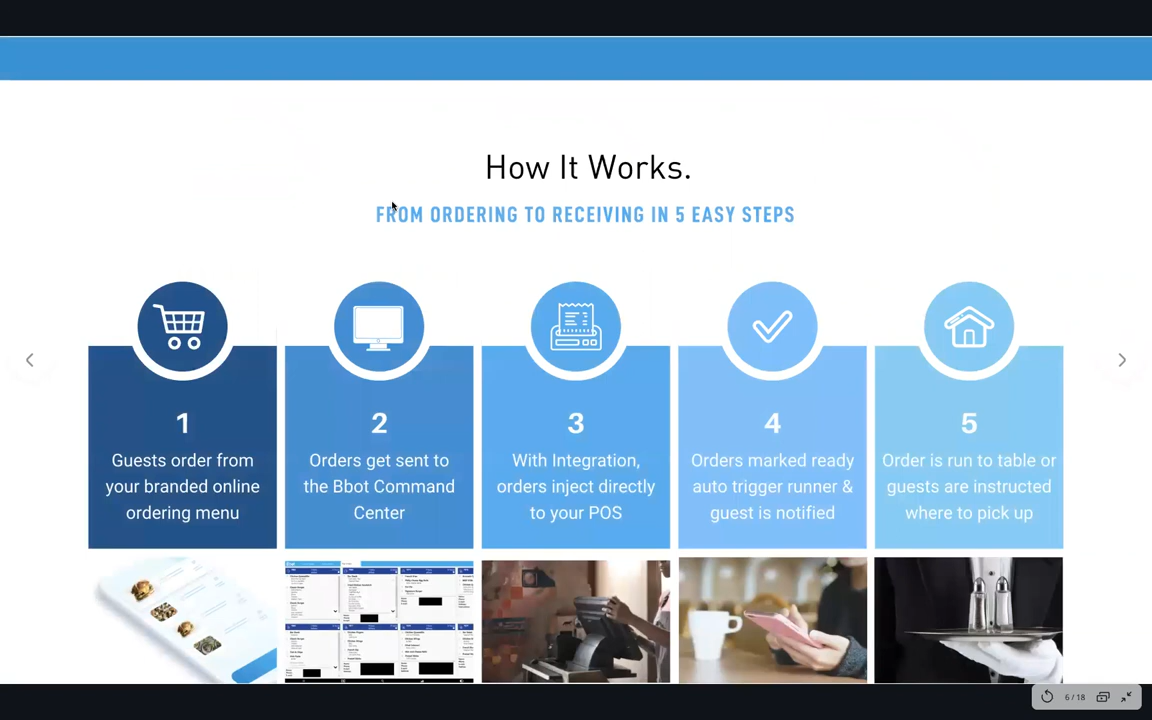 How It Works.
FROM ORDERING TO RECEIVING IN 5 EASY STEPS
1
Guests order from
your branded online
ordering menu
2
Orders get sent to
the Bbot Command
Center
3
With Integration,
orders inject directly
to your POS
4
Orders marked ready
auto trigger runner &
guest is notified
5
Order is run to table or
guests are instructed
where to pick up
6 / 18